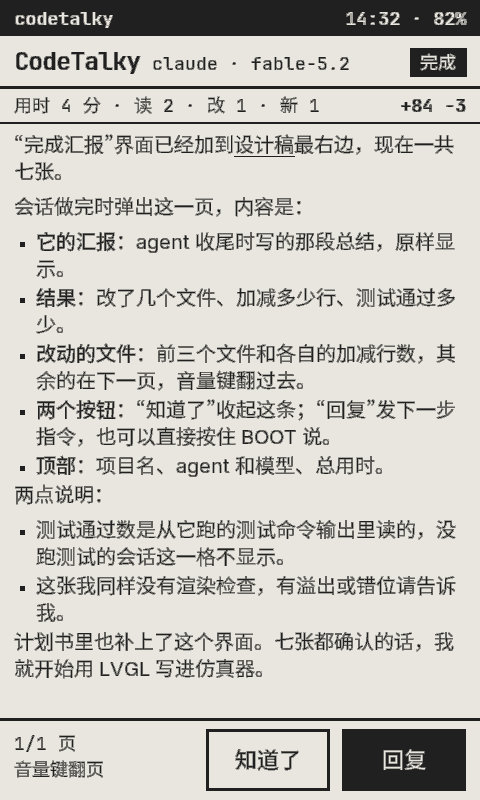 codetalky 14:32 · 82%
CodeTalky claude · fable-5.2 完成
用时 4 分 · 读 2 · 改 1 · 新 1 +84 -3
“完成汇报”界面已经加到设计稿最右边，现在一共
七张。
会话做完时弹出这一页，内容是：
▪ 它的汇报：agent 收尾时写的那段总结，原样显
示。
▪ 结果：改了几个文件、加减多少行、测试通过多
少。
▪ 改动的文件：前三个文件和各自的加减行数，其
余的在下一页，音量键翻过去。
▪ 两个按钮：“知道了”收起这条；“回复”发下一步
指令，也可以直接按住 BOOT 说。
▪ 顶部：项目名、agent 和模型、总用时。
两点说明：
▪ 测试通过数是从它跑的测试命令输出里读的，没
跑测试的会话这一格不显示。
▪ 这张我同样没有渲染检查，有溢出或错位请告诉
我。
计划书里也补上了这个界面。七张都确认的话，我
就开始用 LVGL 写进仿真器。
1/1 页
音量键翻页
知道了
回复